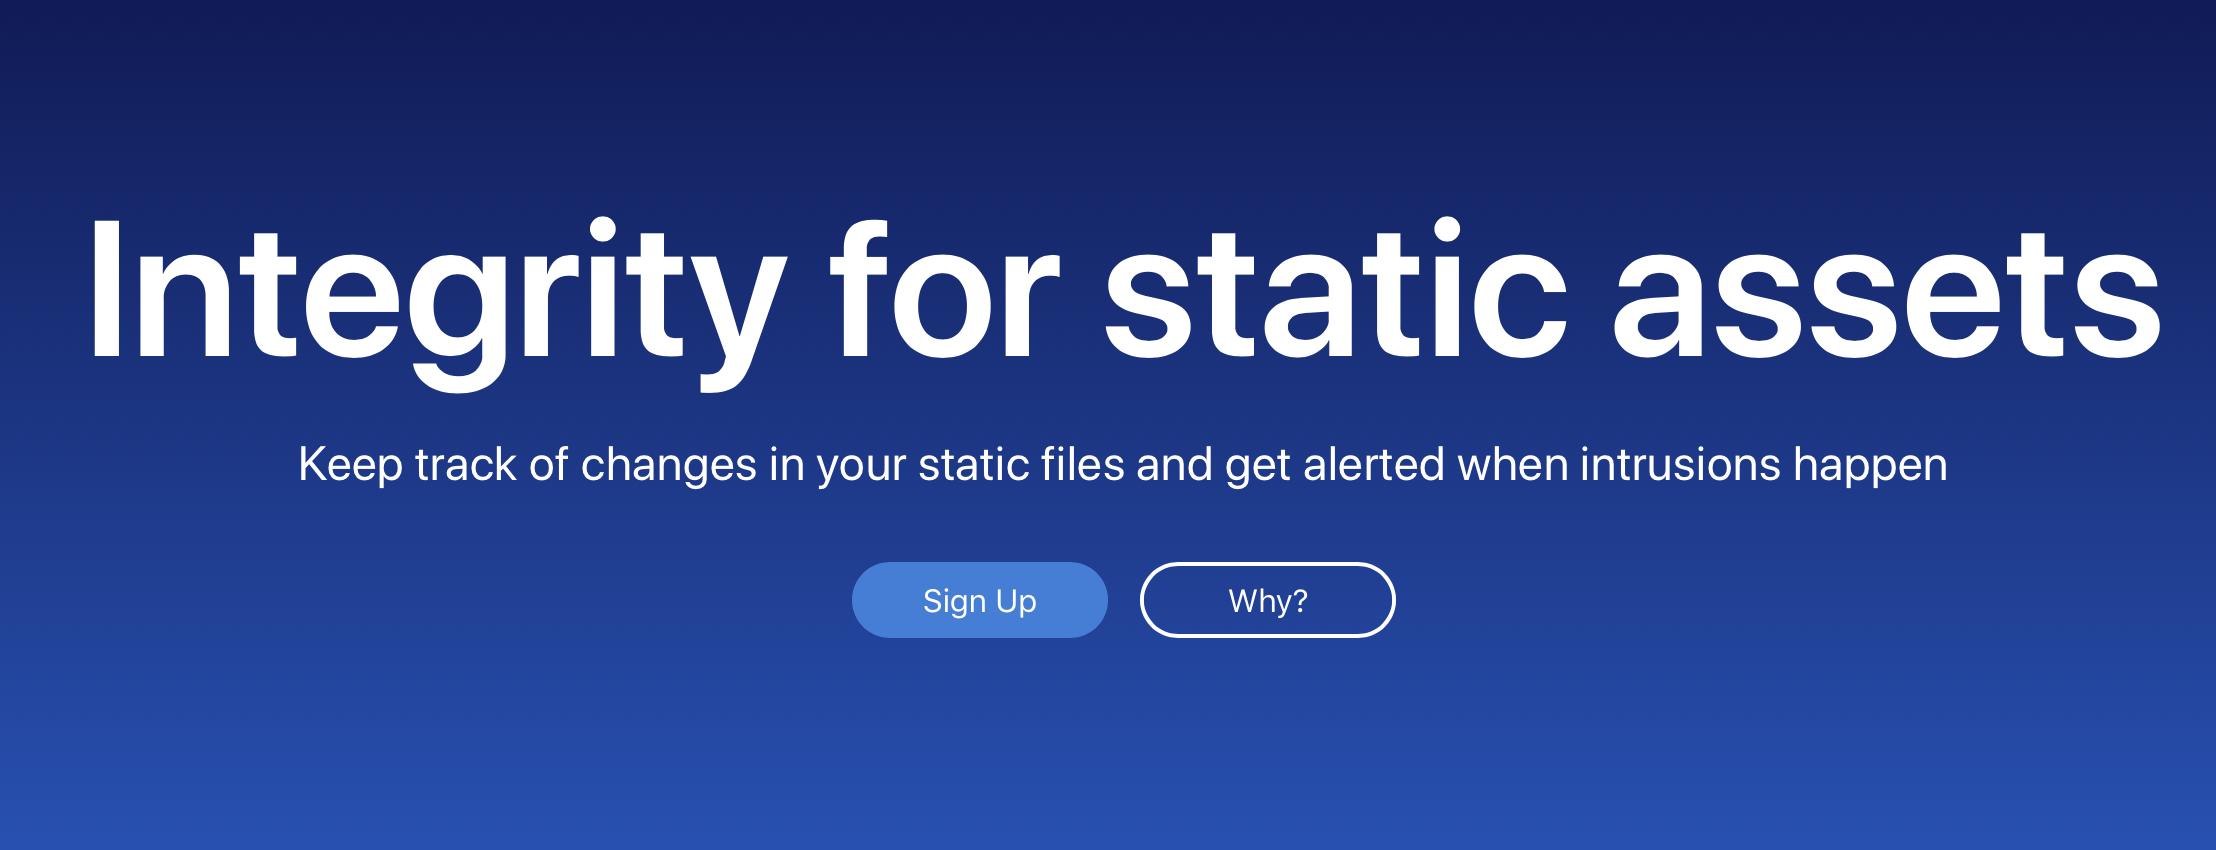 Integrity for static assets
Keep track of changes in your static files and get alerted when intrusions happen
Sign Up
Why?